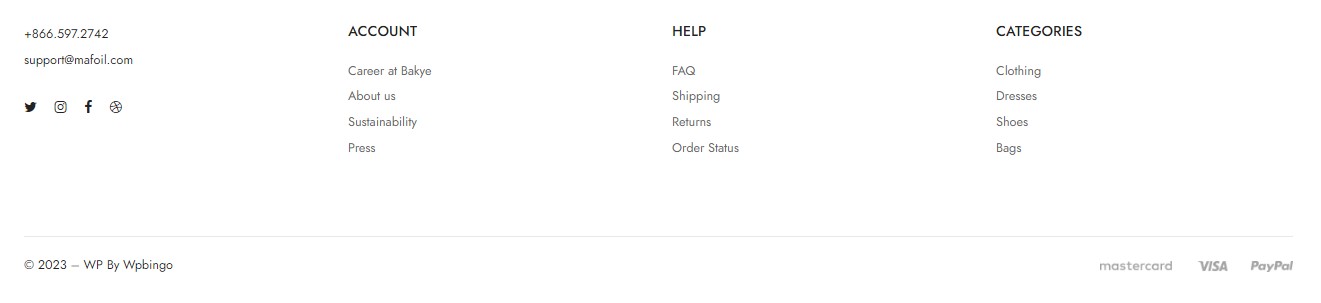 +866.597.2742
support@mafoil.com
ACCOUNT
Career at Bakye
About us
Sustainability
Press
HELP
FAQ
Shipping
Returns
Order Status
CATEGORIES
Clothing
Dresses
Shoes
Bags
© 2023 – WP By Wpbingo
mastercard VISA PayPal